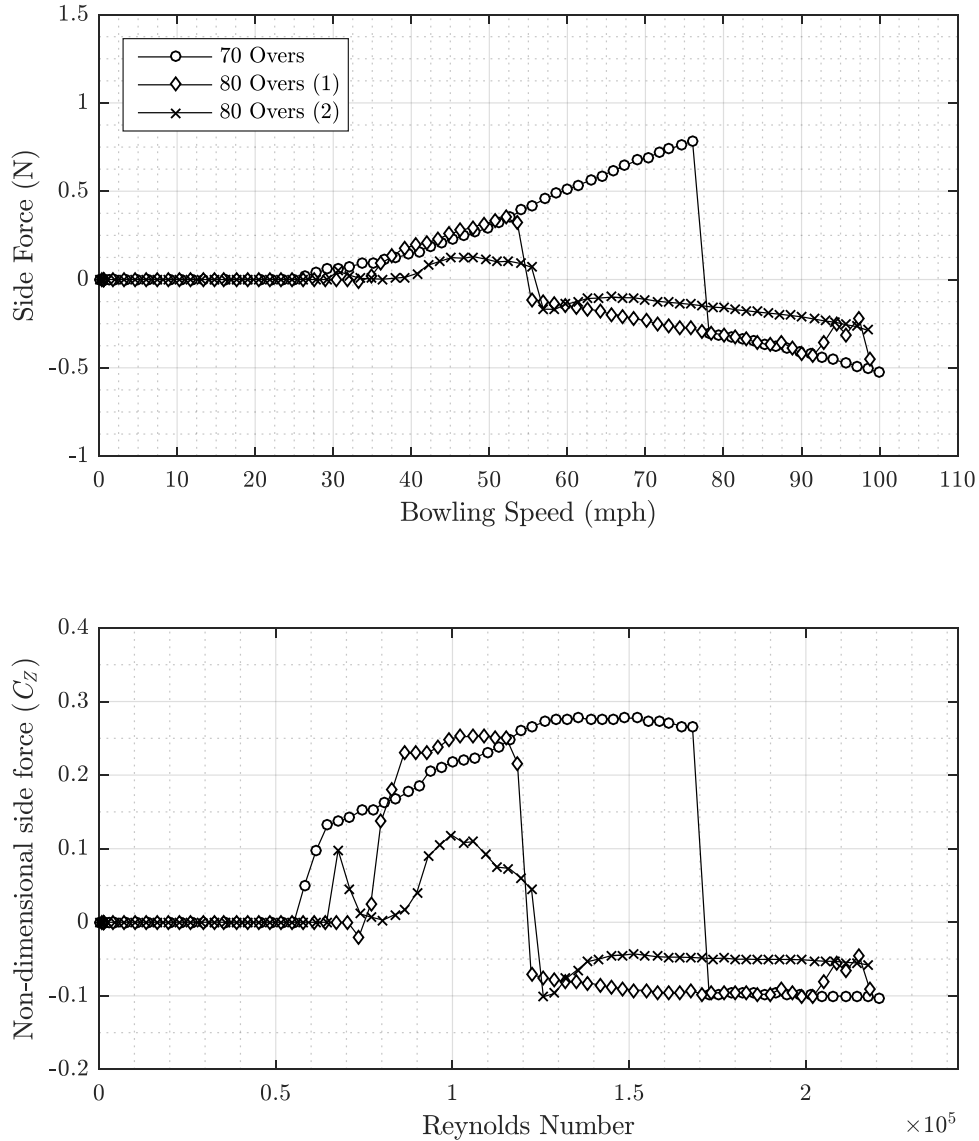 1.5
70 Overs
80 Overs (1)
80 Overs (2)
1
0.5
0
-0.5
-1
Side Force (N)
0 10 20 30 40 50 60 70 80 90 100 110
Bowling Speed (mph)
0.4
0.3
0.2
0.1
0
-0.1
-0.2
Non-dimensional side force (C_Z)
0 0.5 1 1.5 2
Reynolds Number ×10^5